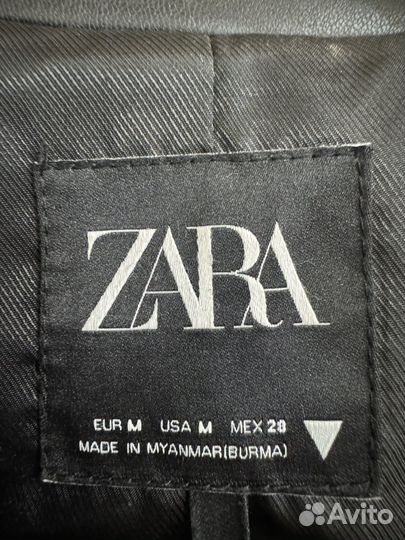 ZARA
EUR M USA M MEX 28
MADE IN MYANMAR(BURMA)
Avito